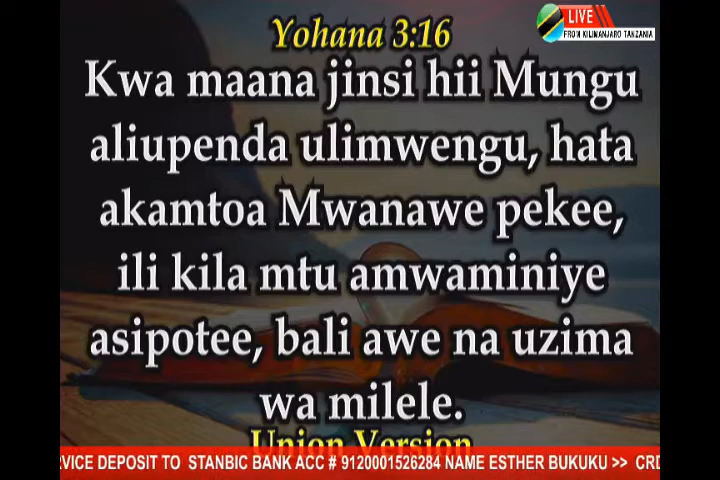 Yohana 3:16
LIVE
FROM KILIMANJARO TANZANIA
Kwa maana jinsi hii Mungu
aliupenda ulimwengu, hata
akamtoa Mwanawe pekee,
ili kila mtu amwaminiye
asipotee, bali awe na uzima
wa milele.
Union Version
RVICE DEPOSIT TO STANBIC BANK ACC # 9120001526284 NAME ESTHER BUKUKU >> CRD